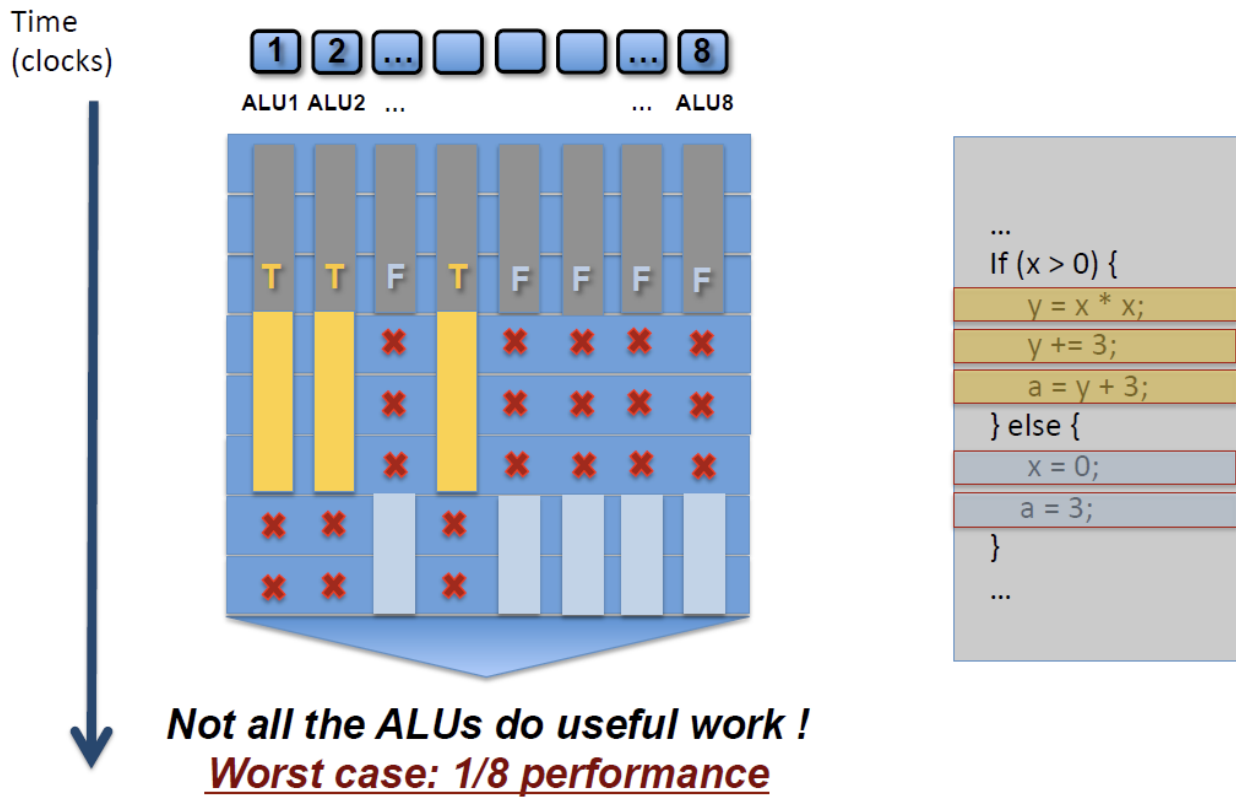 Time
(clocks)
1 2 ... ... 8
ALU1 ALU2 ... ... ALU8
T T F T F F F F
...
If (x > 0) {
y = x * x;
y += 3;
a = y + 3;
} else {
x = 0;
a = 3;
}
...
Not all the ALUs do useful work !
Worst case: 1/8 performance